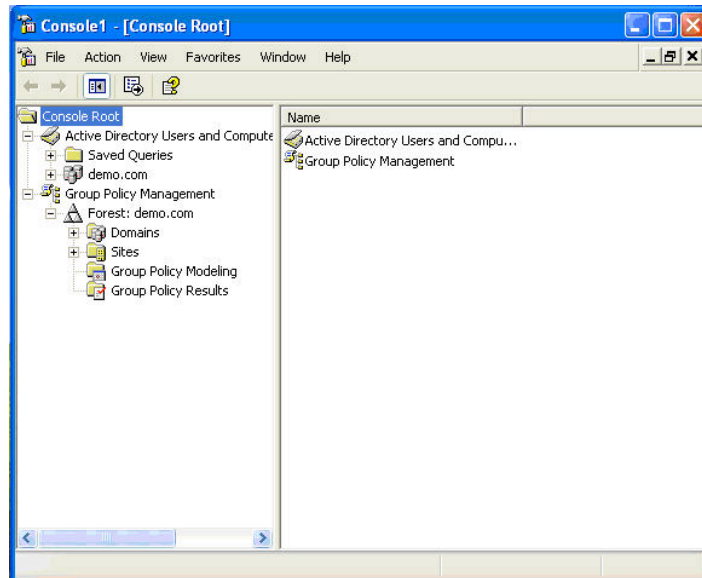 Console1 - [Console Root]
File Action View Favorites Window Help
Console Root
Active Directory Users and Compute
Saved Queries
demo.com
Group Policy Management
Forest: demo.com
Domains
Sites
Group Policy Modeling
Group Policy Results
Name
Active Directory Users and Compu...
Group Policy Management